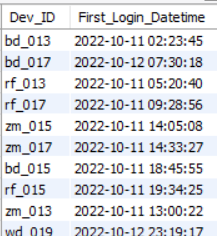 Dev_ID First_Login_Datetime
bd_013 2022-10-11 02:23:45
bd_017 2022-10-12 07:30:18
rf_013 2022-10-11 05:20:40
rf_017 2022-10-11 09:28:56
zm_015 2022-10-11 14:05:08
zm_017 2022-10-11 14:33:27
bd_015 2022-10-11 18:45:55
rf_015 2022-10-11 19:34:25
zm_013 2022-10-11 13:00:22
wd_019 2022-10-12 23:19:17